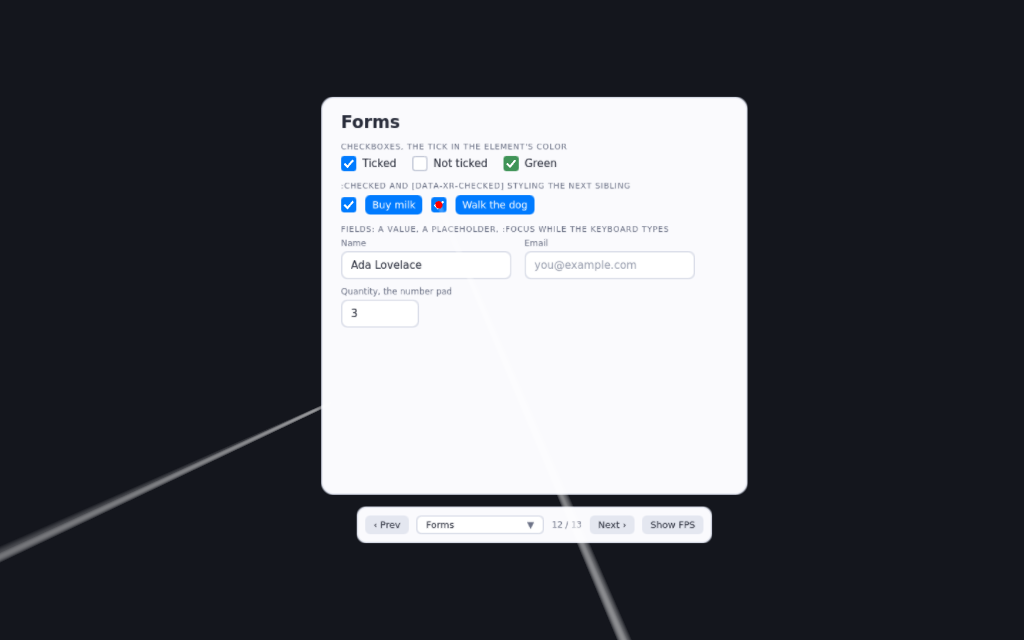 Forms
CHECKBOXES. THE TICK IN THE ELEMENT'S COLOR
Ticked Not ticked Green
:CHECKED AND [DATA-XR-CHECKED] STYLING THE NEXT SIBLING
Buy milk Walk the dog
FIELDS: A VALUE, A PLACEHOLDER, :FOCUS WHILE THE KEYBOARD TYPES
Name Email
Ada Lovelace you@example.com
Quantity, the number pad
3
‹ Prev Forms ▼ 12 / 13 Next › Show FPS